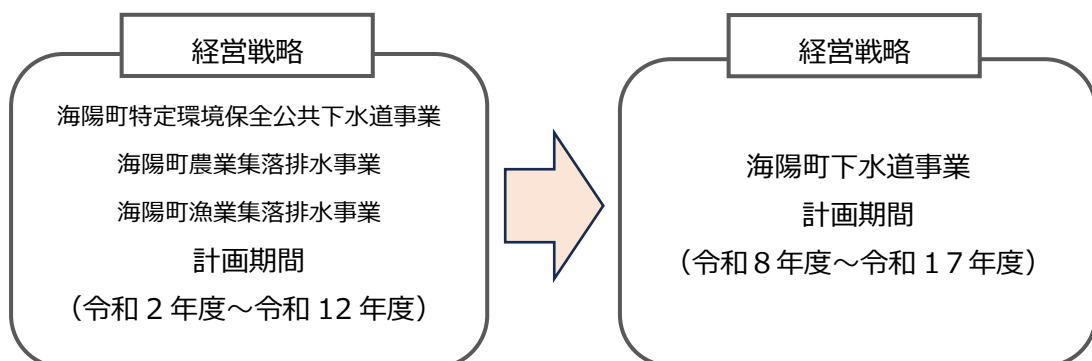 経営戦略
海陽町特定環境保全公共下水道事業
海陽町農業集落排水事業
海陽町漁業集落排水事業
計画期間
（令和２年度～令和 12 年度）
経営戦略
海陽町下水道事業
計画期間
（令和８年度～令和１７年度）